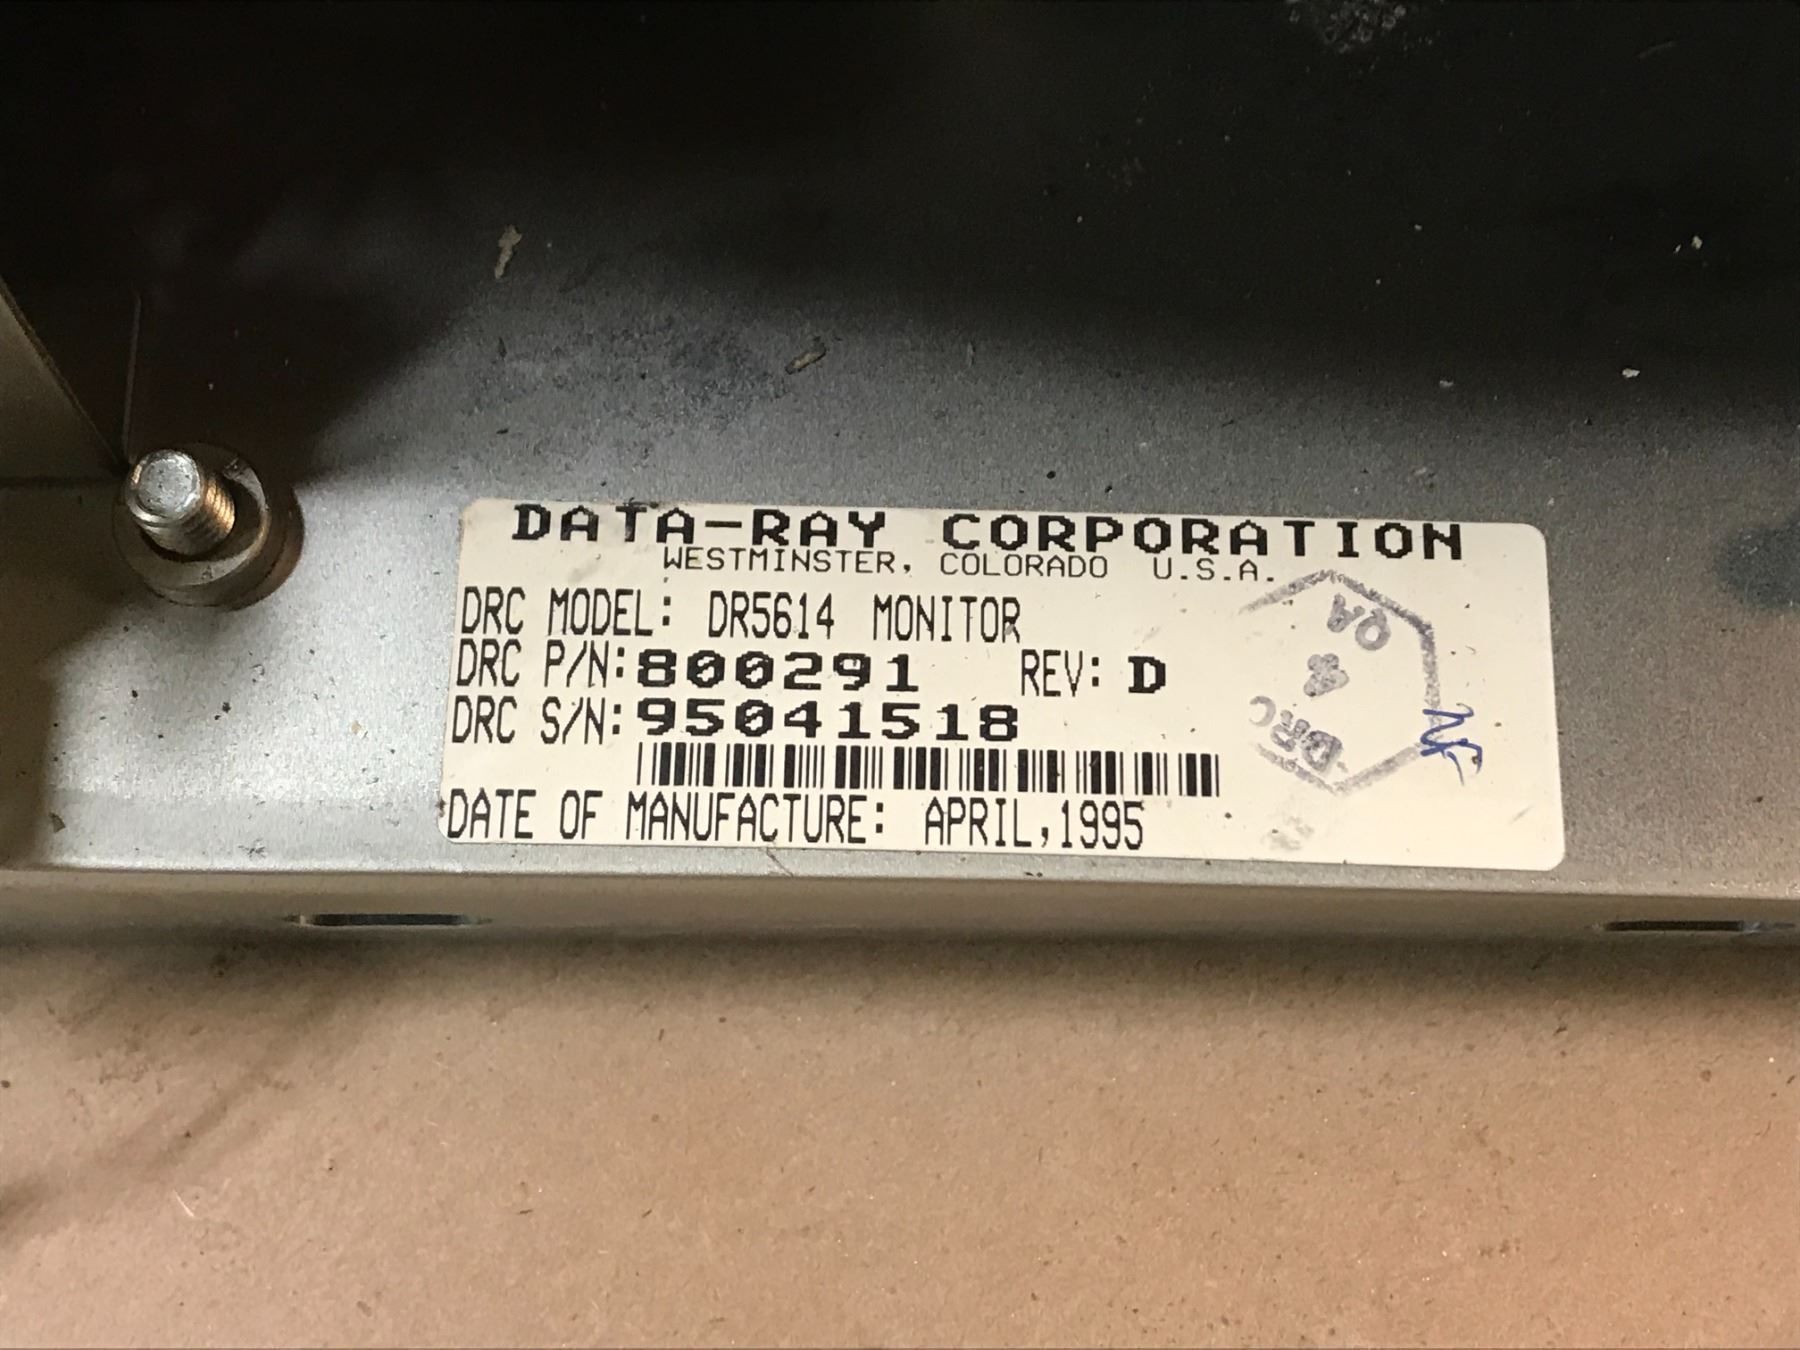 DATA-RAY CORPORATION
WESTMINSTER, COLORADO U.S.A.
DRC MODEL: DR5614 MONITOR
DRC P/N: 800291 REV: D
DRC S/N: 95041518
DATE OF MANUFACTURE: APRIL,1995
QA
4
DRC